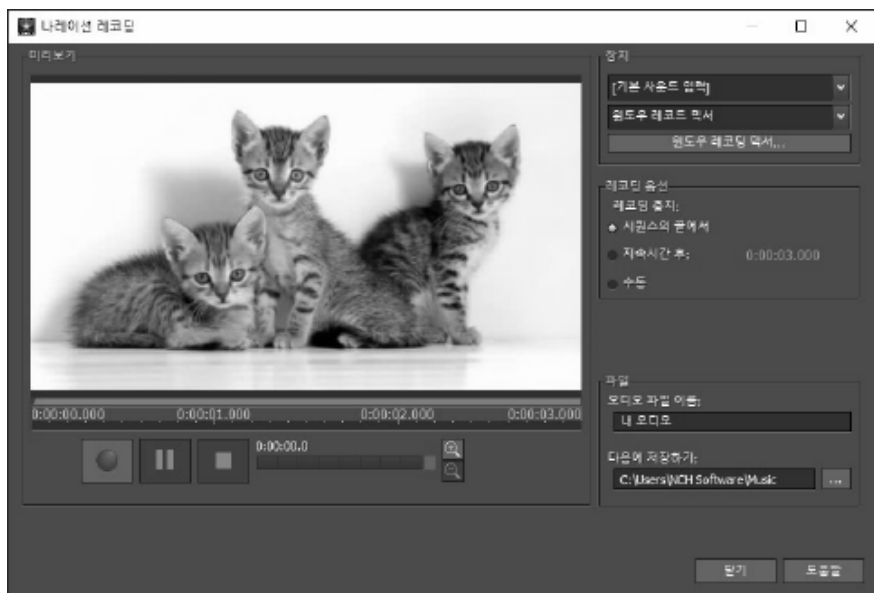 나레이션 레코딩
미리보기
0:00:00.000 0:00:01.000 0:00:02.000 0:00:03.000
0:00:00.0
장치
[기본 사운드 입력]
윈도우 레코드 믹서
윈도우 레코딩 믹서...
레코딩 옵션
레코딩 중지:
시퀀스의 끝에서
지속시간 후: 0:00:03.000
수동
파일
오디오 파일 이름:
내 오디오
다음에 저장하기:
C:\Users\NCH Software\Music ...
닫기 도움말